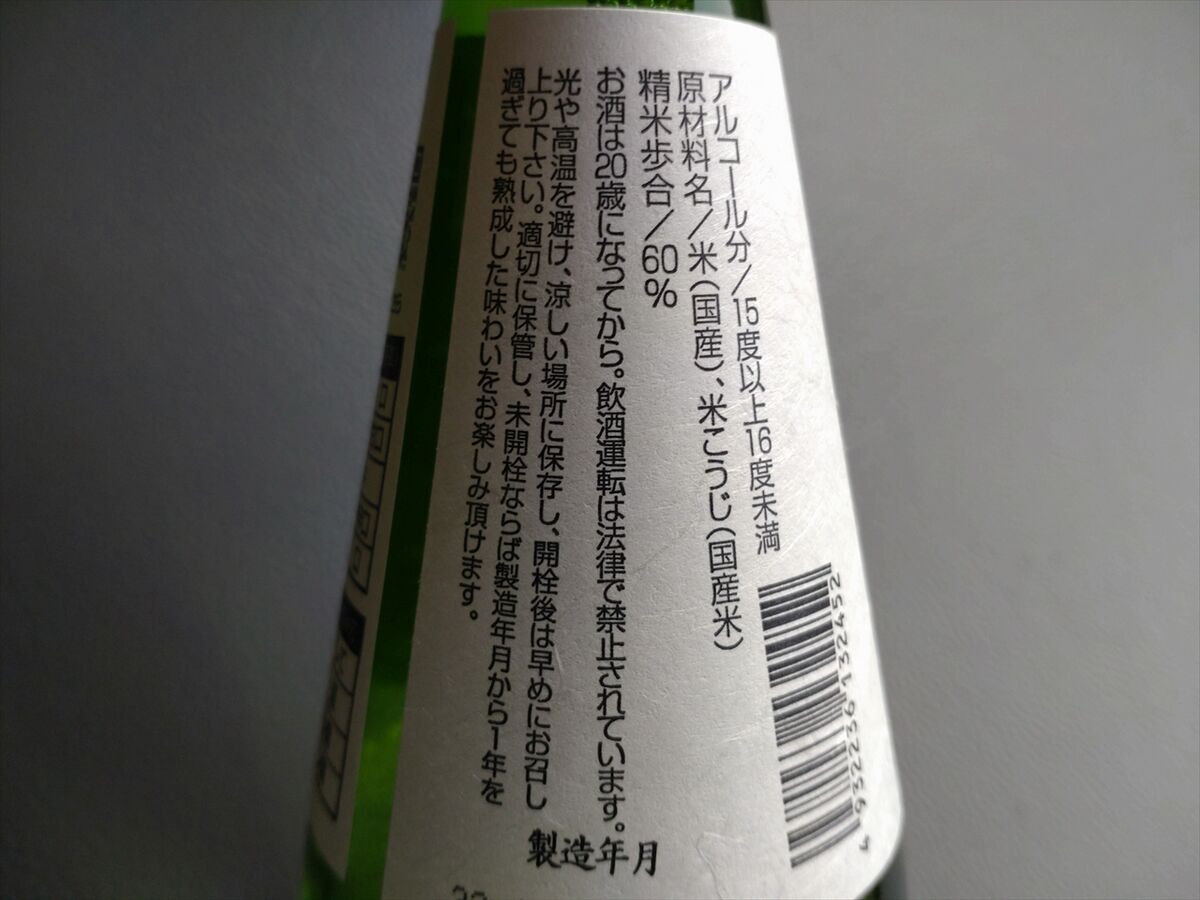 アルコール分/15度以上16度未満
原材料名/米(国産)、米こうじ(国産米)
精米歩合/60%
お酒は20歳になってから。飲酒運転は法律で禁止されています。
光や高温を避け、涼しい場所に保存し、開栓後は早めにお召し
上り下さい。適切に保管し、未開栓ならば製造年月から1年を
過ぎても熟成した味わいをお楽しみ頂けます。
製造年月
4932236132452